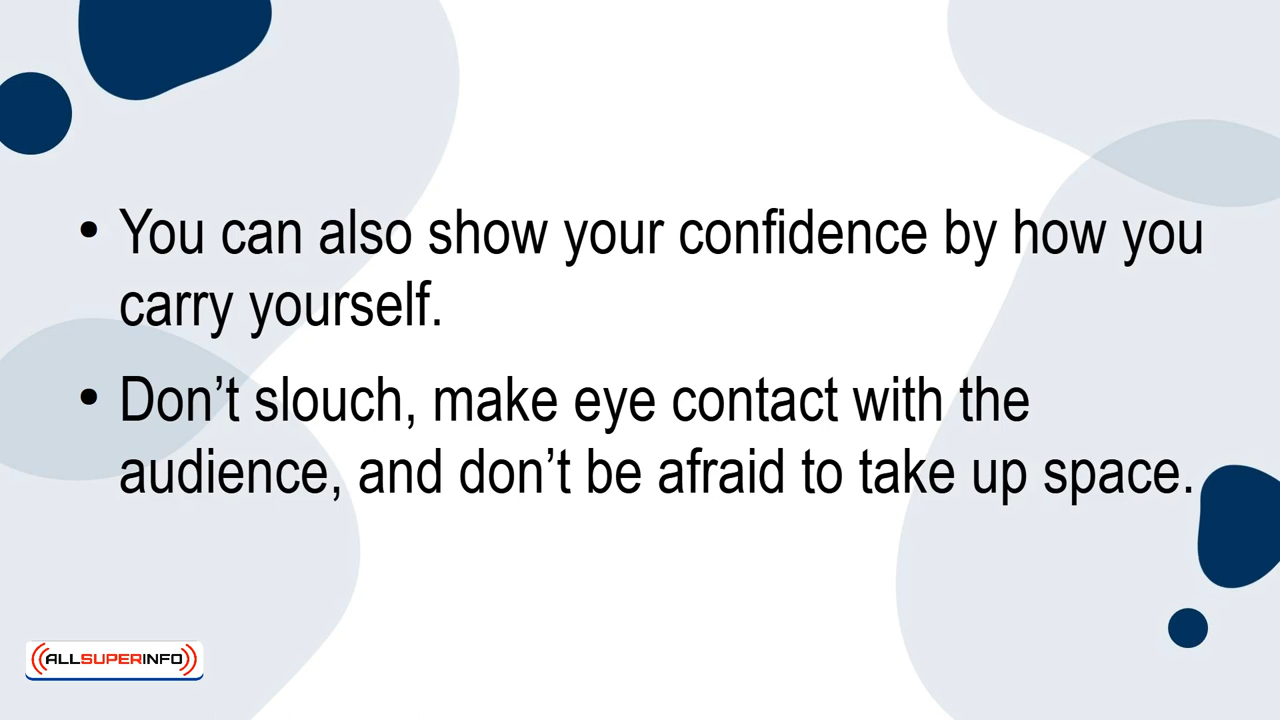 • You can also show your confidence by how you
carry yourself.
• Don’t slouch, make eye contact with the
audience, and don’t be afraid to take up space.
ALLSUPERINFO